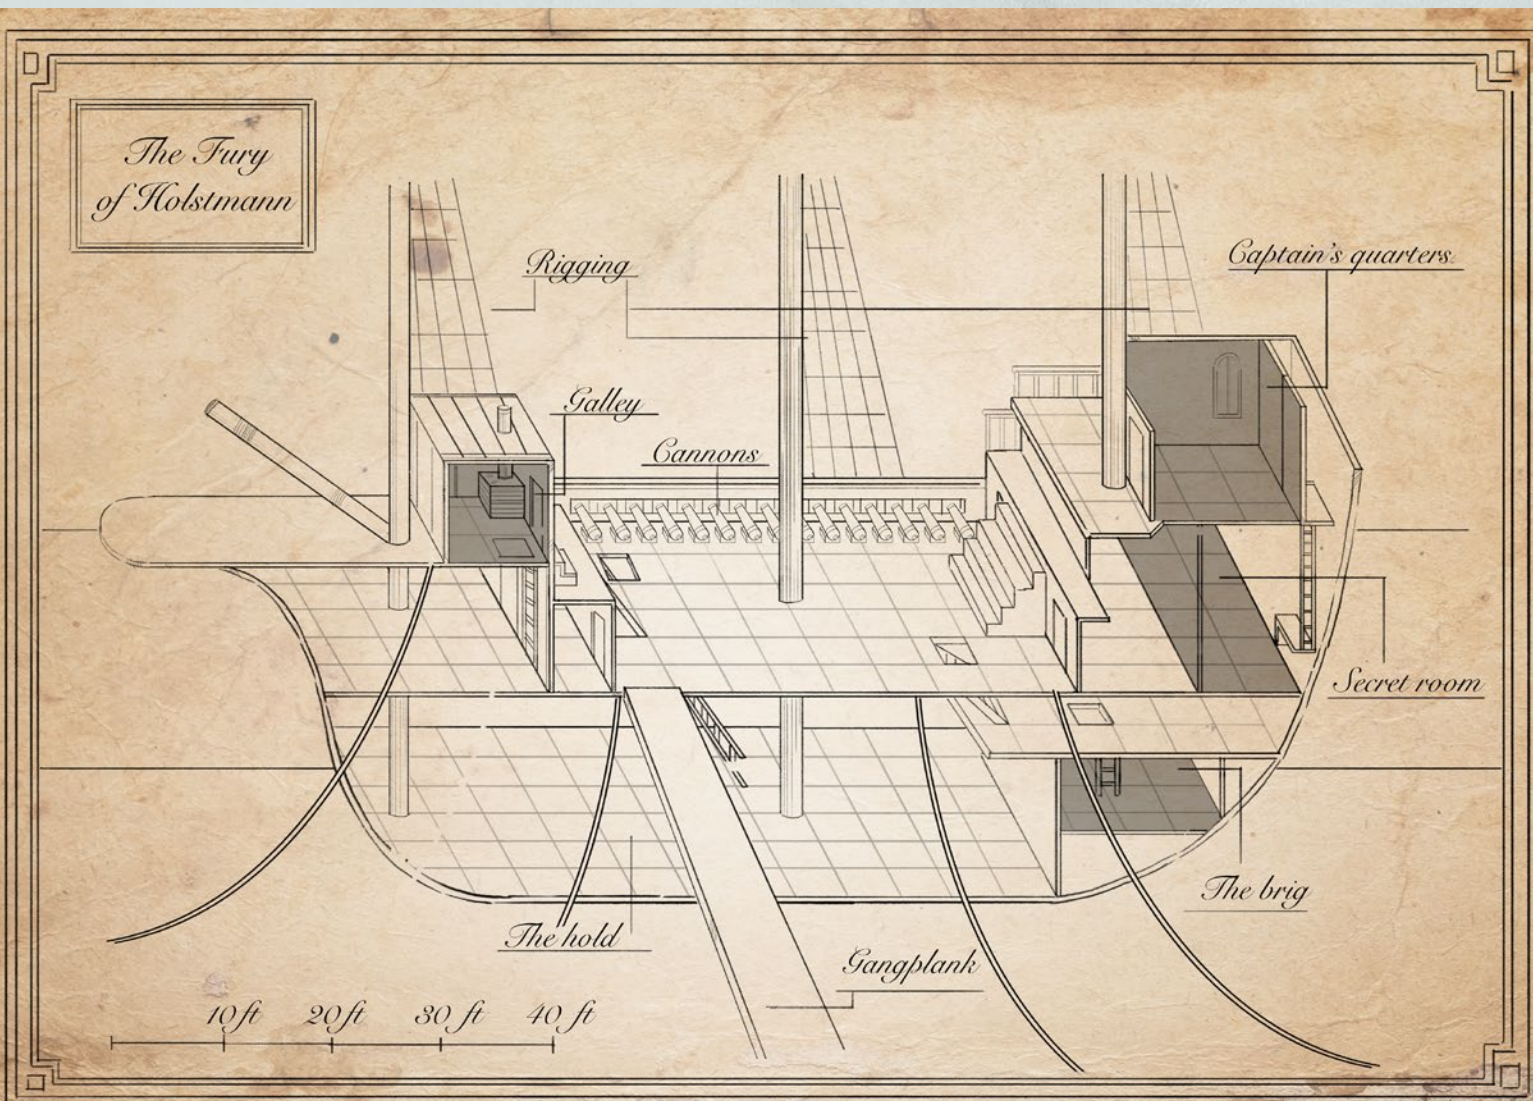 The Fury
of Holstmann
Rigging
Captain's quarters
Galley
Cannons
Secret room
The brig
The hold
Gangplank
10 ft 20 ft 30 ft 40 ft